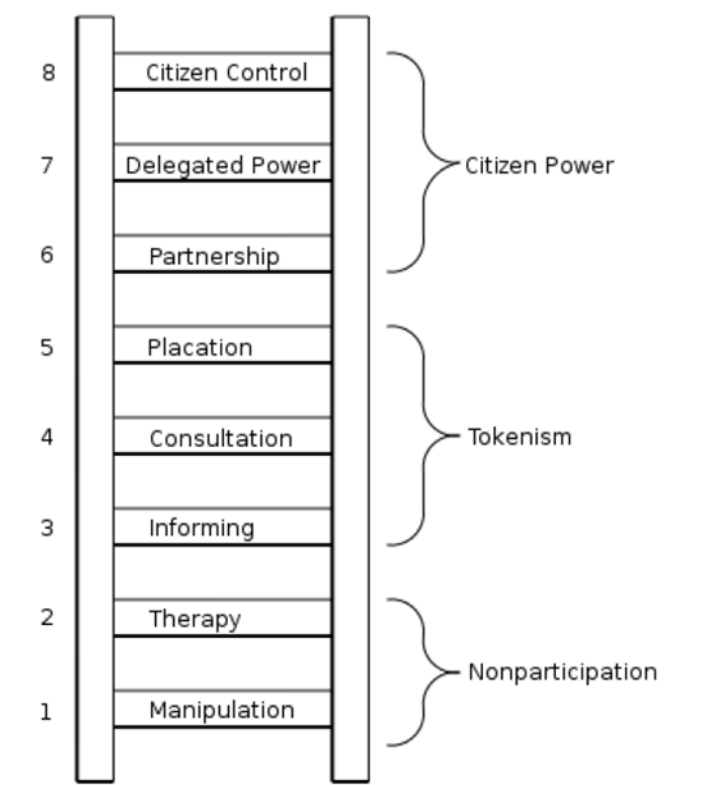 8 Citizen Control
7 Delegated Power
Citizen Power
6 Partnership
5 Placation
4 Consultation
Tokenism
3 Informing
2 Therapy
Nonparticipation
1 Manipulation